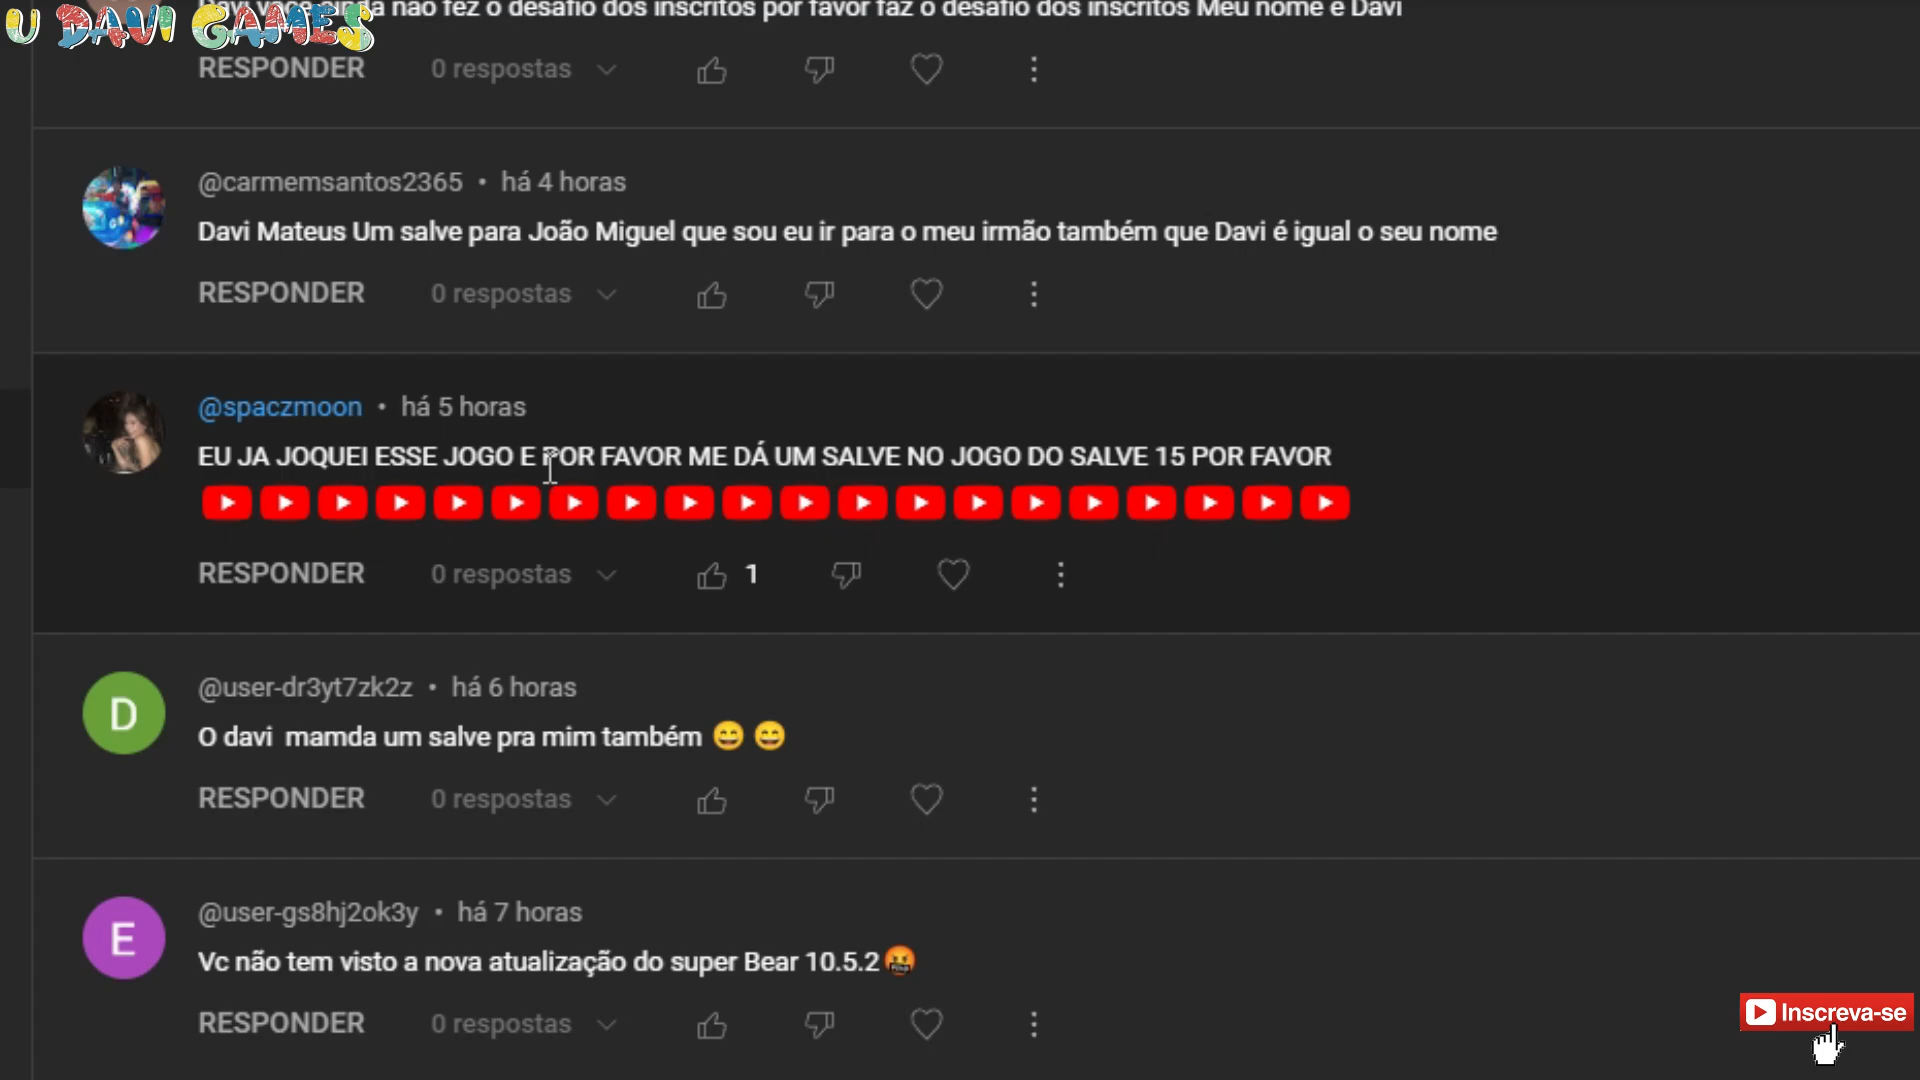 U DAVI GAMES
não fez o desafio dos inscritos por favor faz o desafio dos inscritos Meu nome é Davi
RESPONDER 0 respostas
@carmemsantos2365 • há 4 horas
Davi Mateus Um salve para João Miguel que sou eu ir para o meu irmão também que Davi é igual o seu nome
RESPONDER 0 respostas
@spaczmoon • há 5 horas
EU JA JOQUEI ESSE JOGO E POR FAVOR ME DÁ UM SALVE NO JOGO DO SALVE 15 POR FAVOR
RESPONDER 0 respostas 1
D
@user-dr3yt7zk2z • há 6 horas
O davi mamda um salve pra mim também 😄 😄
RESPONDER 0 respostas
E
@user-gs8hj2ok3y • há 7 horas
Vc não tem visto a nova atualização do super Bear 10.5.2🤬
RESPONDER 0 respostas
Inscreva-se